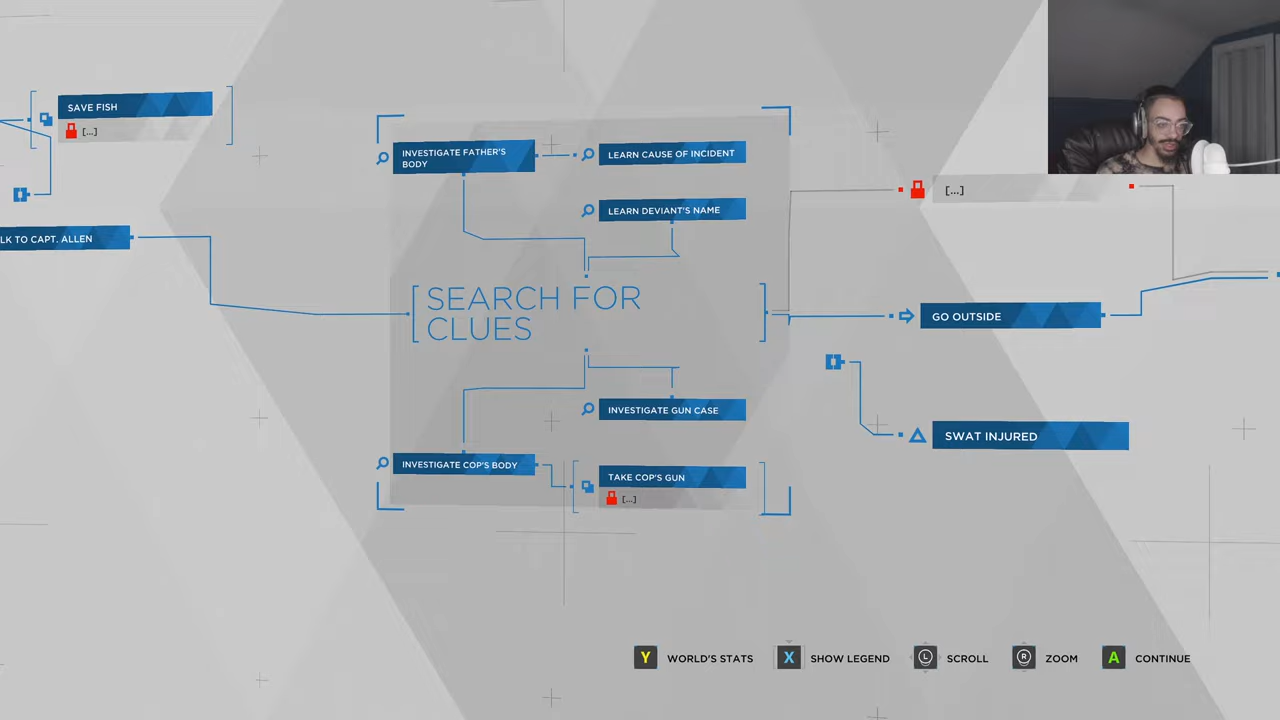 SAVE FISH
[...]
LK TO CAPT. ALLEN
INVESTIGATE FATHER'S
BODY
LEARN CAUSE OF INCIDENT
LEARN DEVIANT'S NAME
SEARCH FOR
CLUES
INVESTIGATE GUN CASE
INVESTIGATE COP'S BODY
TAKE COP'S GUN
[...]
[...]
GO OUTSIDE
SWAT INJURED
Y WORLD'S STATS X SHOW LEGEND L SCROLL R ZOOM A CONTINUE